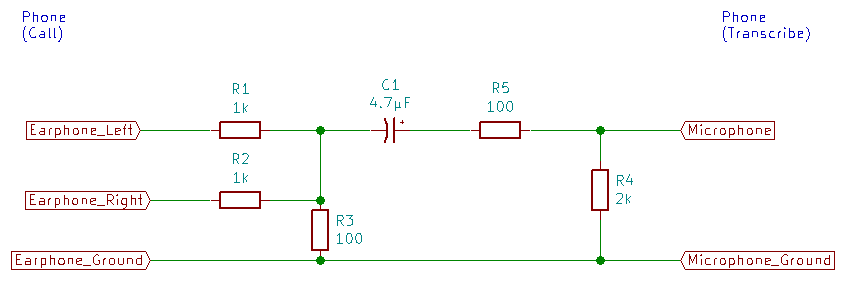 Phone
(Call)
Phone
(Transcribe)
R1
1k
C1
4.7µF
+
R5
100
Earphone_Left
Microphone
R2
1k
R4
2k
Earphone_Right
R3
100
Earphone_Ground
Microphone_Ground